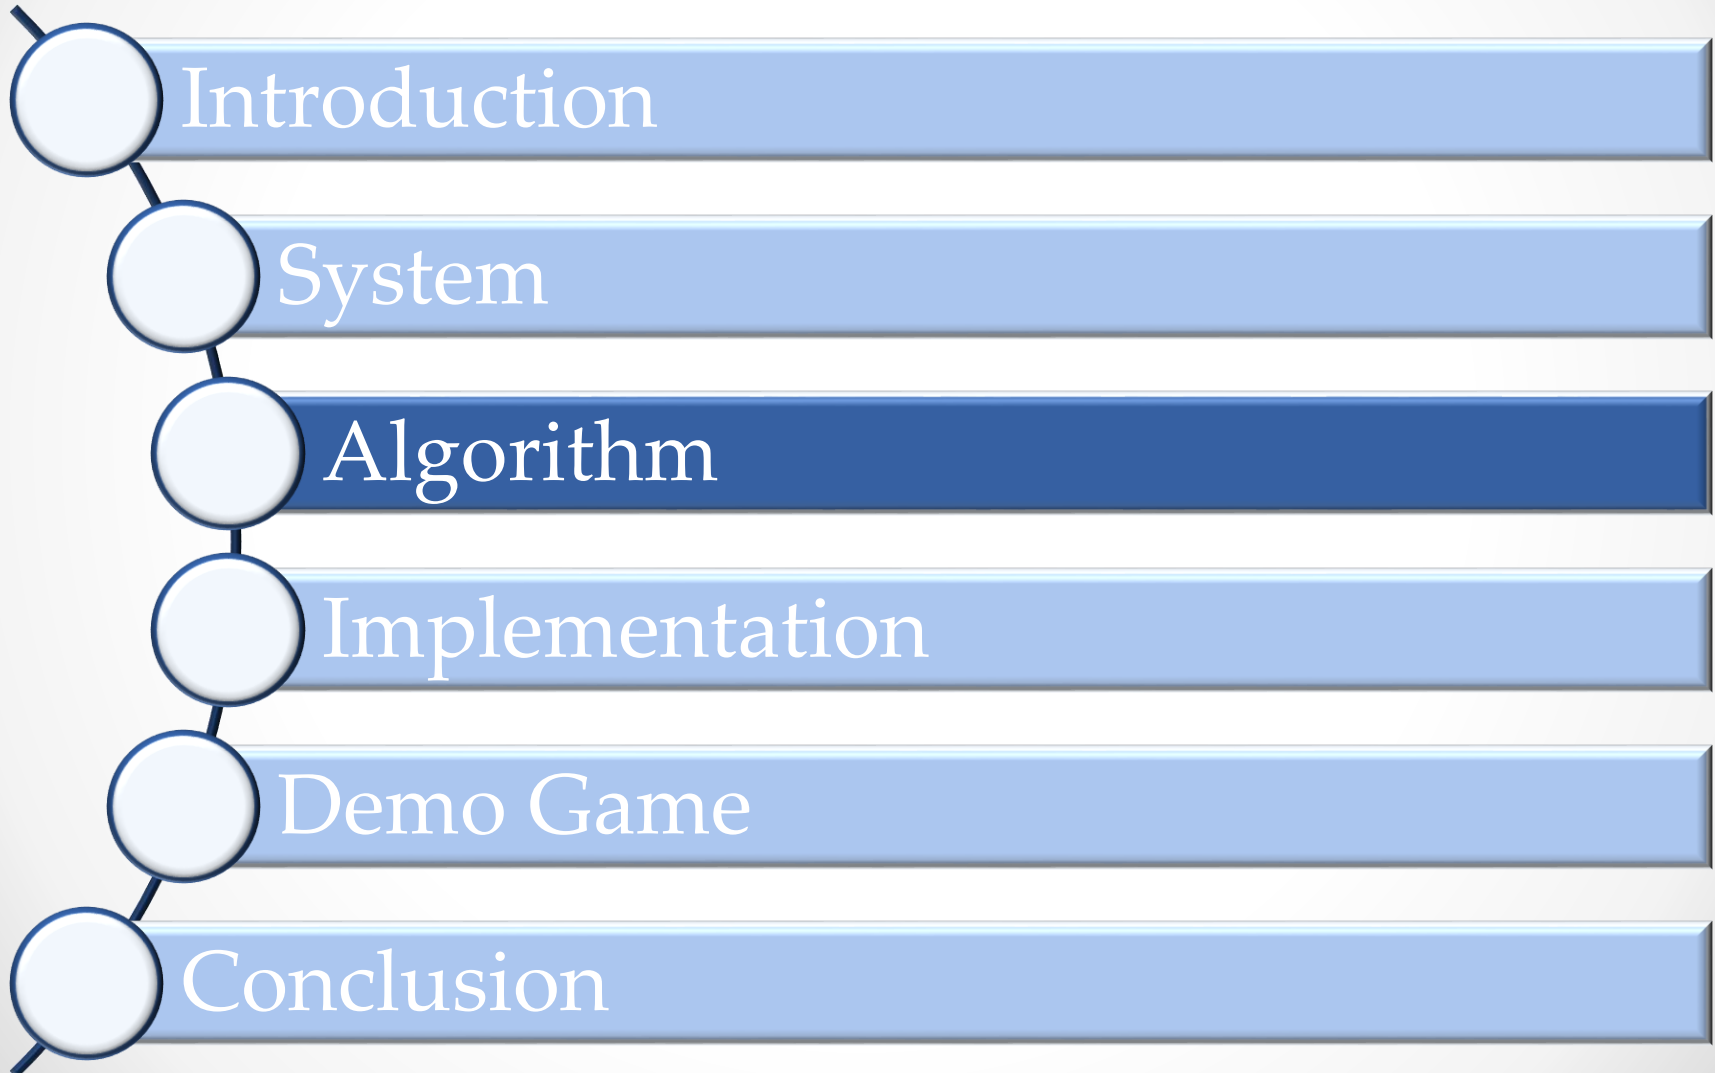 Introduction
System
Algorithm
Implementation
Demo Game
Conclusion